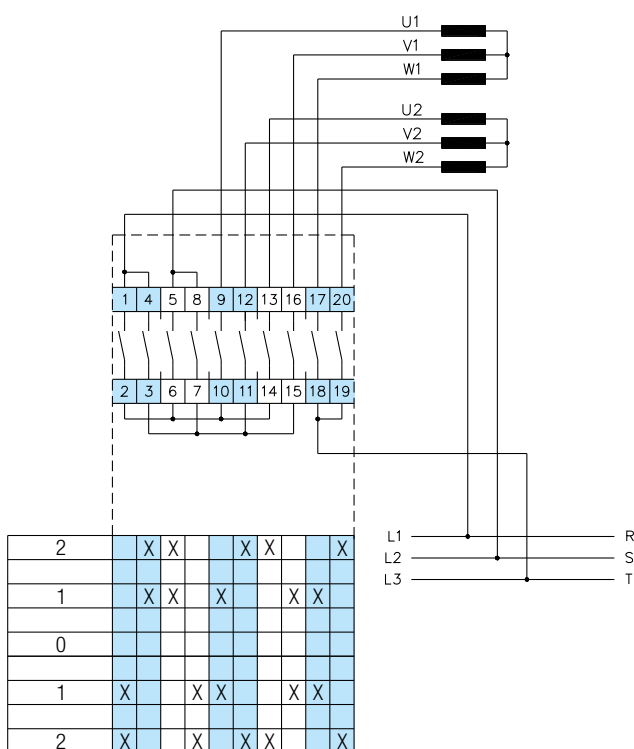 U1
V1
W1
U2
V2
W2
1 4 5 8 9 12 13 16 17 20
2 3 6 7 10 11 14 15 18 19
L1 R
L2 S
L3 T
2 X X X X X
1 X X X X X
0
1 X X X X X
2 X X X X X